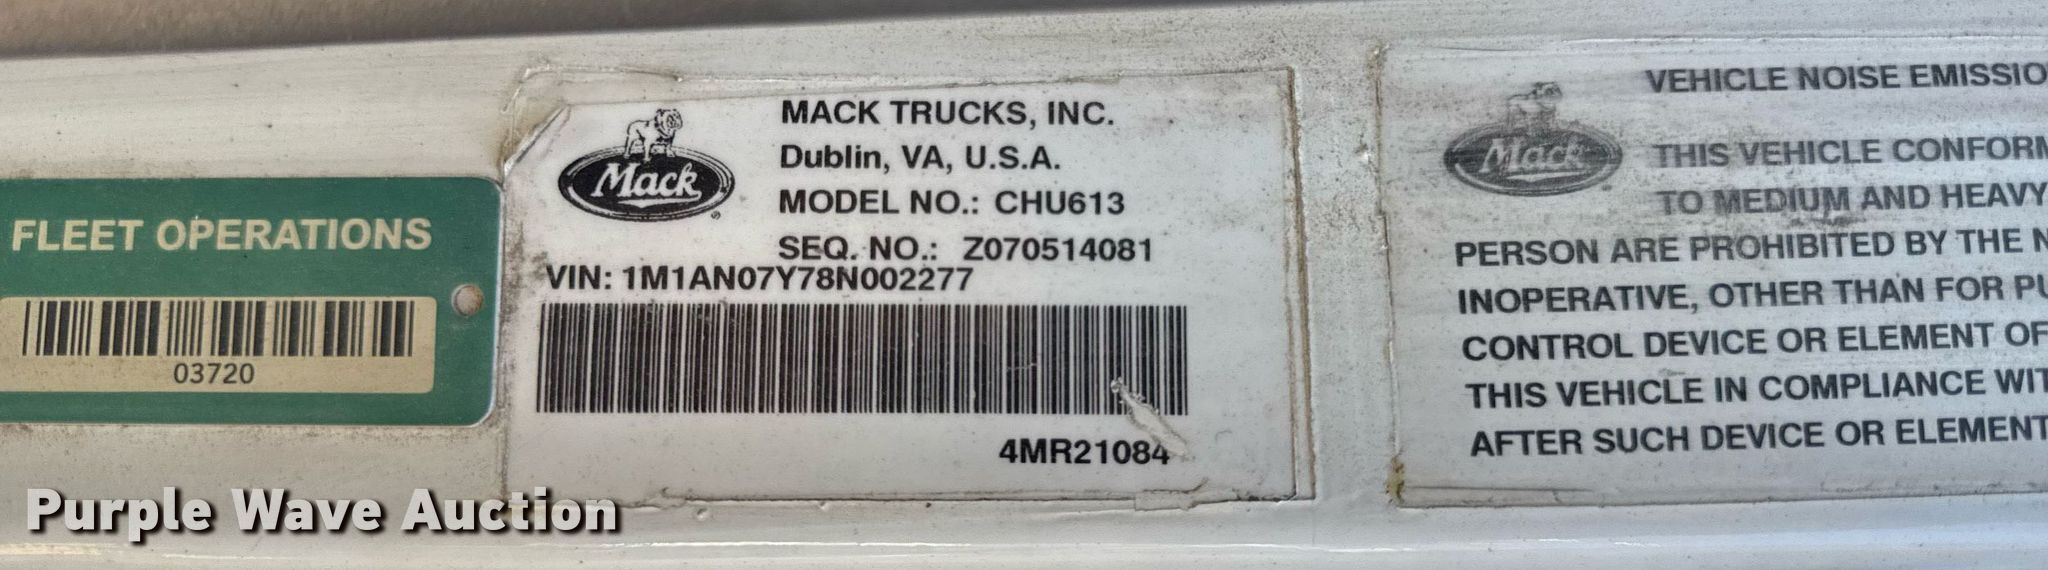 FLEET OPERATIONS
03720
Mack
®
MACK TRUCKS, INC.
Dublin, VA, U.S.A.
MODEL NO.: CHU613
SEQ. NO.: Z070514081
VIN: 1M1AN07Y78N002277
4MR21084
Mack
VEHICLE NOISE EMISSIO
THIS VEHICLE CONFORM
TO MEDIUM AND HEAVY
PERSON ARE PROHIBITED BY THE N
INOPERATIVE, OTHER THAN FOR PU
CONTROL DEVICE OR ELEMENT OF
THIS VEHICLE IN COMPLIANCE WIT
AFTER SUCH DEVICE OR ELEMENT
Purple Wave Auction